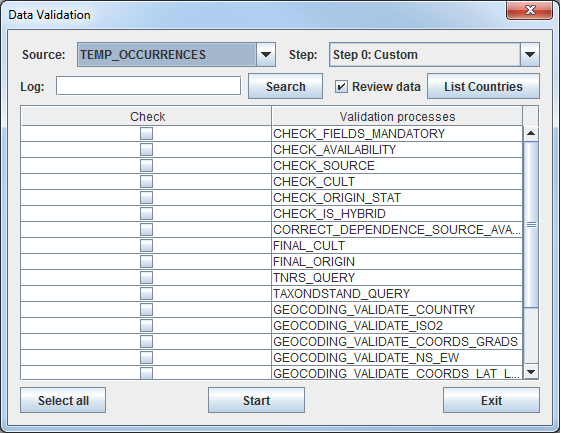 Data Validation
Source: TEMP_OCCURRENCES Step: Step 0: Custom
Log: Search Review data List Countries
Check Validation processes
CHECK_FIELDS_MANDATORY
CHECK_AVAILABILITY
CHECK_SOURCE
CHECK_CULT
CHECK_ORIGIN_STAT
CHECK_IS_HYBRID
CORRECT_DEPENDENCE_SOURCE_AVA...
FINAL_CULT
FINAL_ORIGIN
TNRS_QUERY
TAXONDSTAND_QUERY
GEOCODING_VALIDATE_COUNTRY
GEOCODING_VALIDATE_ISO2
GEOCODING_VALIDATE_COORDS_GRADS
GEOCODING_VALIDATE_NS_EW
GEOCODING_VALIDATE_COORDS_LAT_L...
Select all Start Exit